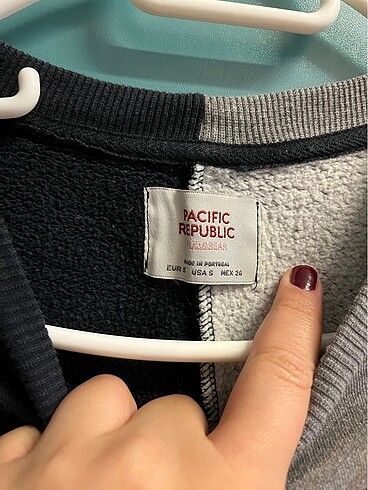 PACIFIC
REPUBLIC
MADE IN PORTUGAL
EUR S USA S MEX 26